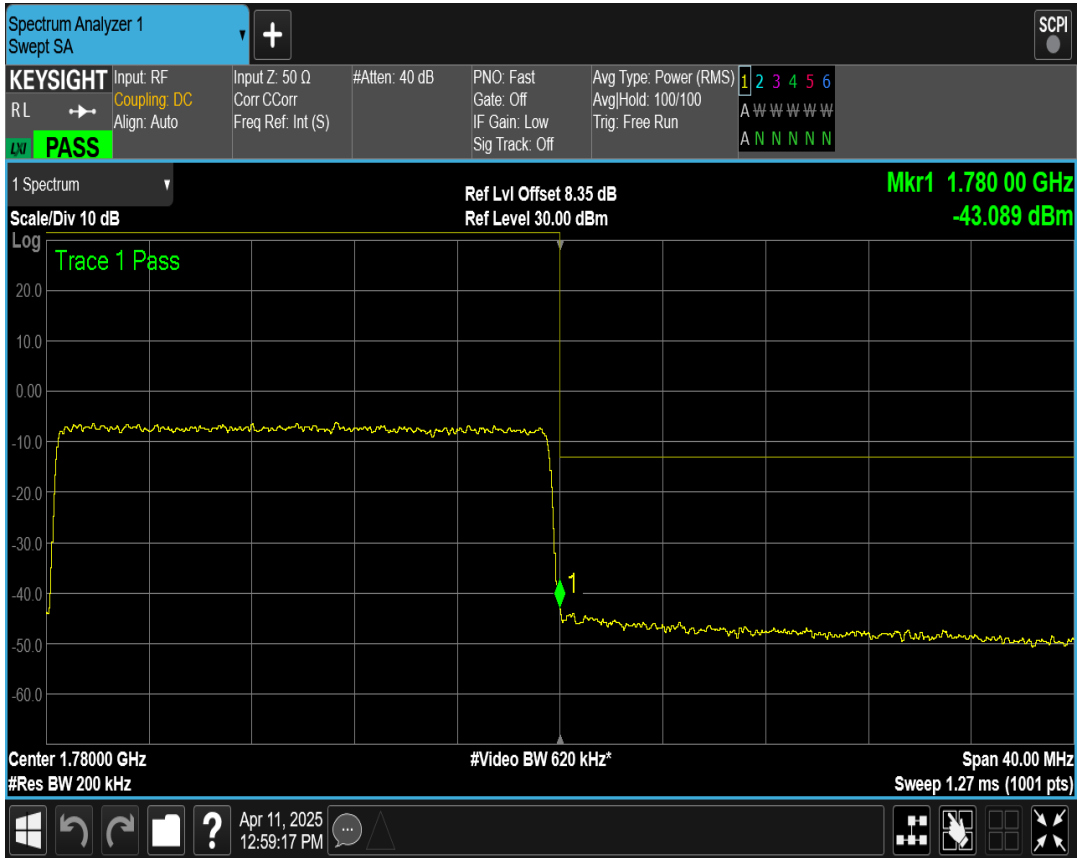 Spectrum Analyzer 1
Swept SA
+
SCPI
KEYSIGHT
R L
LXI
PASS
Input: RF
Coupling: DC
Align: Auto
Input Z: 50 Ω
Corr CCorr
Freq Ref: Int (S)
#Atten: 40 dB
PNO: Fast
Gate: Off
IF Gain: Low
Sig Track: Off
Avg Type: Power (RMS)
Avg|Hold: 100/100
Trig: Free Run
1 2 3 4 5 6
A W W W W W
A N N N N N
1 Spectrum
Scale/Div 10 dB
Ref Lvl Offset 8.35 dB
Ref Level 30.00 dBm
Mkr1 1.780 00 GHz
-43.089 dBm
Log
Trace 1 Pass
20.0
10.0
0.00
-10.0
-20.0
-30.0
-40.0
-50.0
-60.0
1
Center 1.78000 GHz
#Res BW 200 kHz
#Video BW 620 kHz*
Span 40.00 MHz
Sweep 1.27 ms (1001 pts)
?
Apr 11, 2025
12:59:17 PM